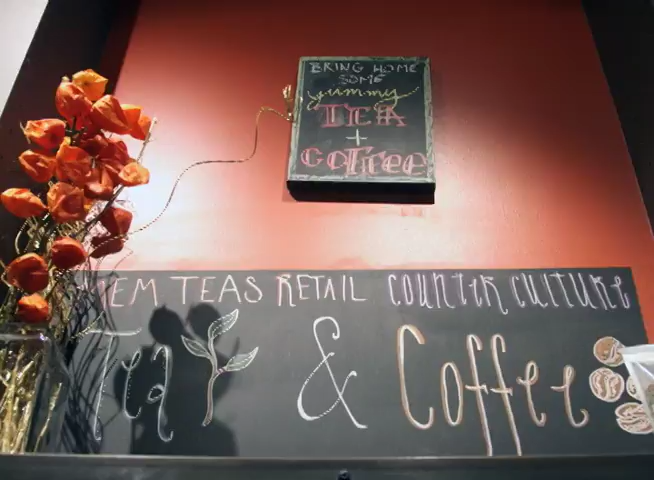 BRING HOME
SOME
yummy
TEA
+
COFFEE
TEAS RETAIL COUNTER CULTURE
Tea & Coffee